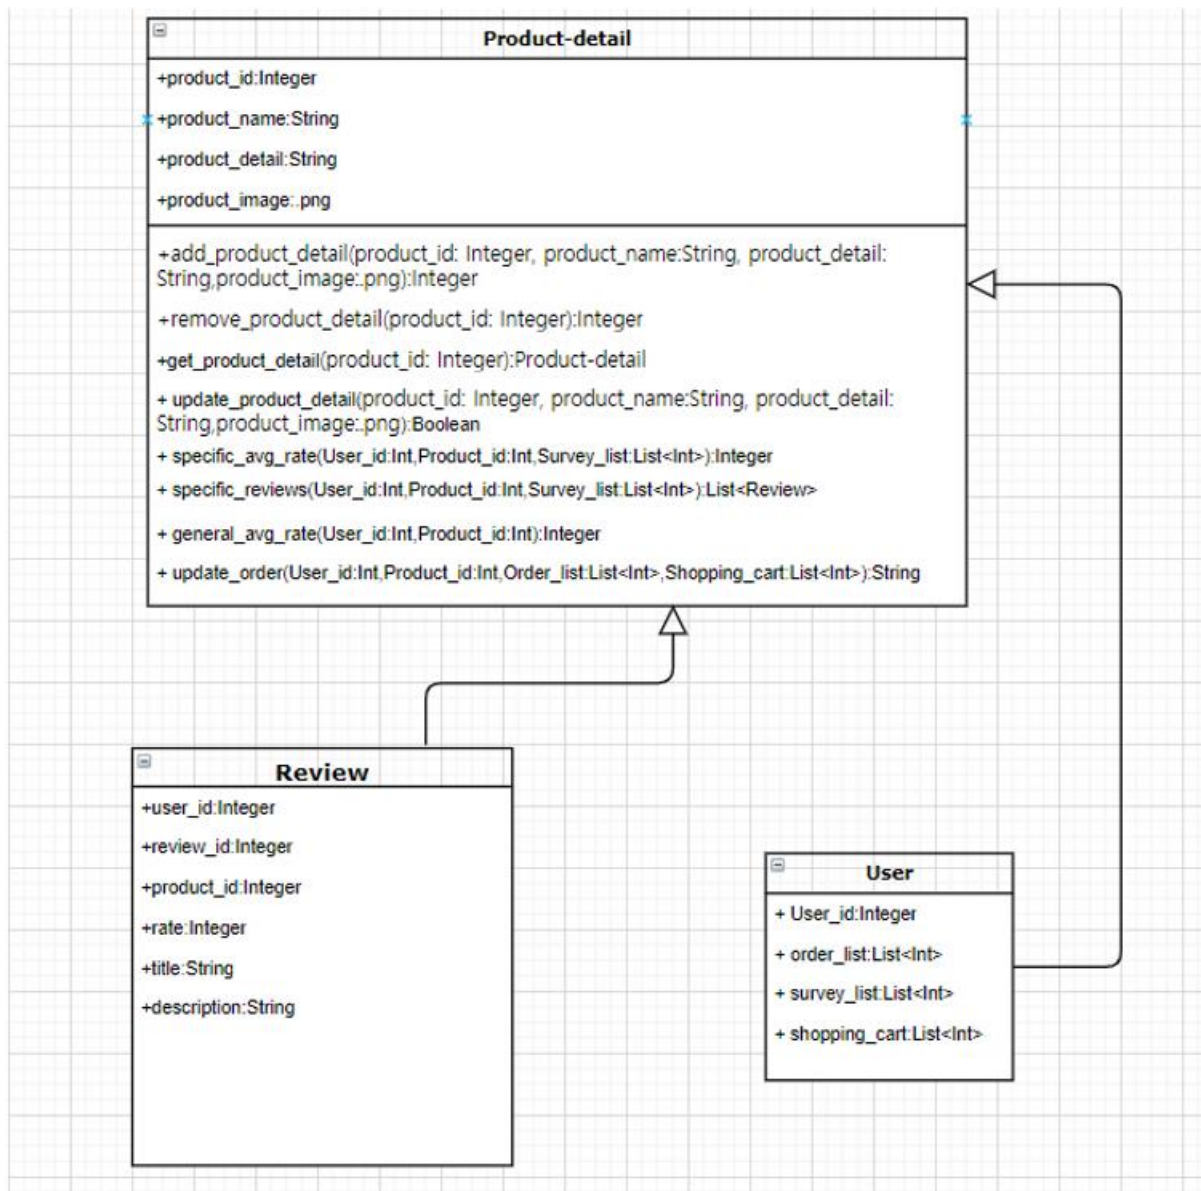 Product-detail
+product_id:Integer
+product_name:String
+product_detail:String
+product_image:.png
+add_product_detail(product_id: Integer, product_name:String, product_detail:
String,product_image:.png):Integer
+remove_product_detail(product_id: Integer):Integer
+get_product_detail(product_id: Integer):Product-detail
+ update_product_detail(product_id: Integer, product_name:String, product_detail:
String,product_image:.png):Boolean
+ specific_avg_rate(User_id:Int,Product_id:Int,Survey_list:List<Int>):Integer
+ specific_reviews(User_id:Int,Product_id:Int,Survey_list:List<Int>):List<Review>
+ general_avg_rate(User_id:Int,Product_id:Int):Integer
+ update_order(User_id:Int,Product_id:Int,Order_list:List<Int>,Shopping_cart:List<Int>):String
Review
+user_id:Integer
+review_id:Integer
+product_id:Integer
+rate:Integer
+title:String
+description:String
User
+ User_id:Integer
+ order_list:List<Int>
+ survey_list:List<Int>
+ shopping_cart:List<Int>